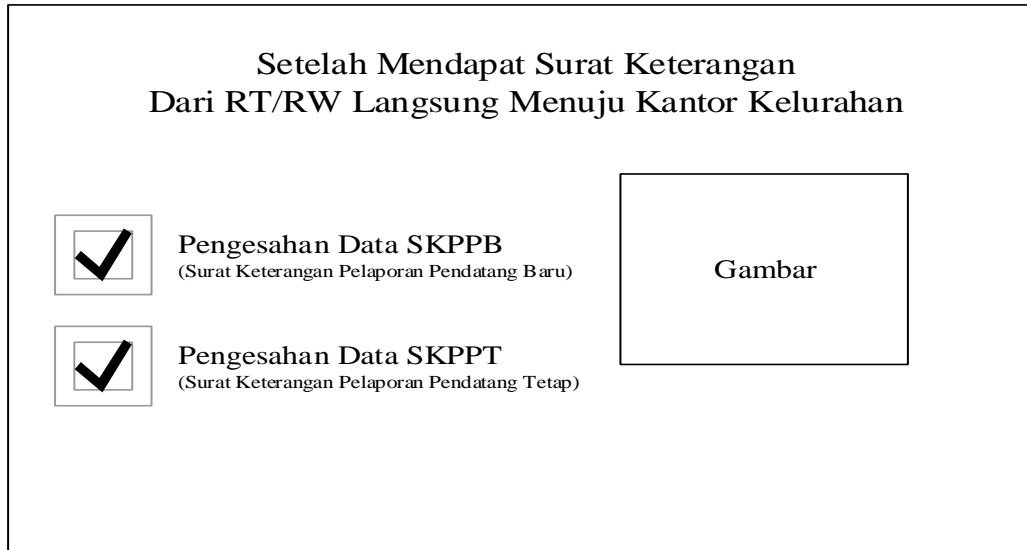 Setelah Mendapat Surat Keterangan
Dari RT/RW Langsung Menuju Kantor Kelurahan
Pengesahan Data SKPPB
(Surat Keterangan Pelaporan Pendatang Baru)
Gambar
Pengesahan Data SKPPT
(Surat Keterangan Pelaporan Pendatang Tetap)